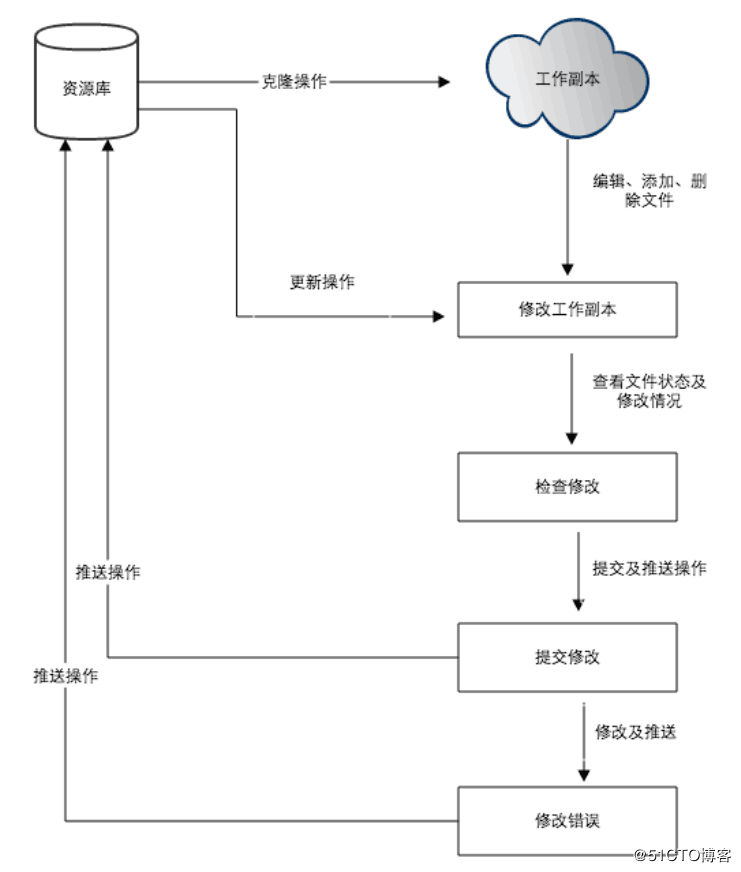 资源库
克隆操作
工作副本
编辑、添加、删
除文件
更新操作
修改工作副本
查看文件状态及
修改情况
检查修改
推送操作
提交及推送操作
提交修改
推送操作
修改及推送
修改错误
@51CTO博客